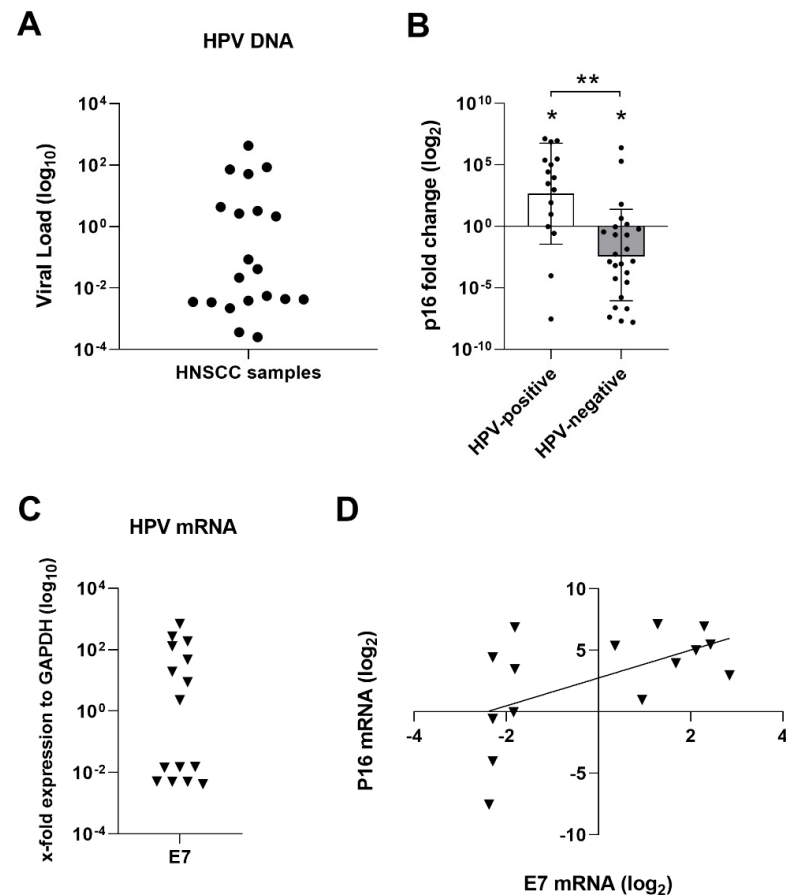 A
HPV DNA
Viral Load (log10)
10^4
10^2
10^0
10^-2
10^-4
HNSCC samples
B
p16 fold change (log2)
**
* *
10^10
10^5
10^0
10^-5
10^-10
HPV-positive
HPV-negative
C
HPV mRNA
x-fold expression to GAPDH (log10)
10^4
10^2
10^0
10^-2
10^-4
E7
D
P16 mRNA (log2)
10
5
-4 -2 2 4
-5
-10
E7 mRNA (log2)